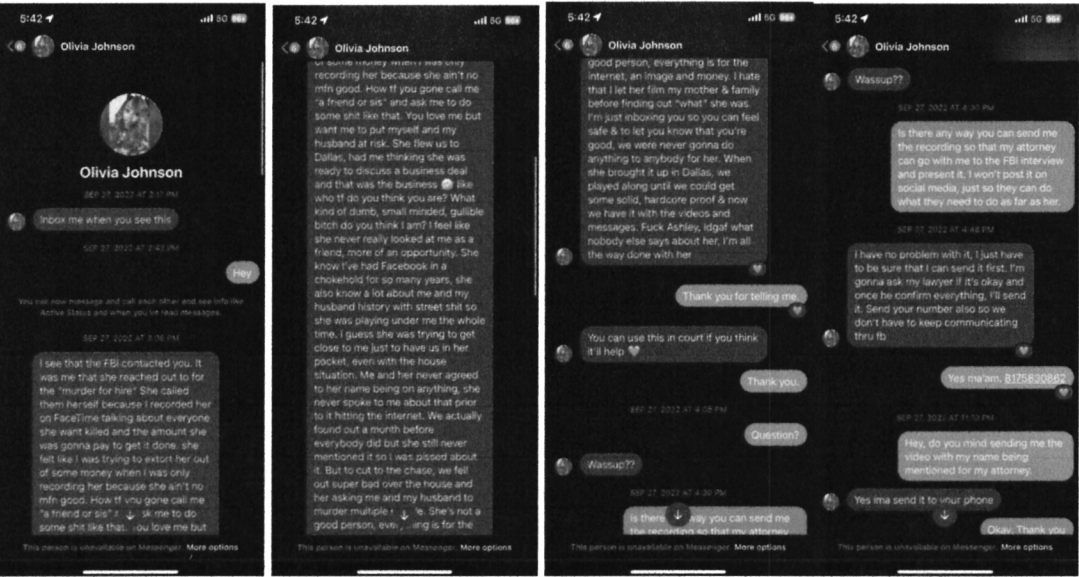 5:42
5G
Olivia Johnson
Olivia Johnson
SEP 27, 2022 AT
Inbox me when you see this
SEP 27, 2022 AT 2:43 PM
Hey
You can now message and call each other and see info like
Active Status and when you've read messages.
SEP 27, 2022 AT 3:06 PM
I see that the FBI contacted you. It
was me that she reached out to for
the "murder for hire" She called
them herself because I recorded her
on FaceTime talking about everyone
she want killed and the amount she
was gonna pay to get it done. she
felt like I was trying to extort her out
of some money when I was only
recording her because she ain't no
mfn good. How tf you gone call me
"a friend or sis" sk me to do
some shit like that. You love me but
This person is unavailable on Messenger. More options
5:42
5G
Olivia Johnson
of some money when I was only
recording her because she ain't no
mfn good. How tf you gone call me
"a friend or sis" and ask me to do
some shit like that. You love me but
want me to put myself and my
husband at risk. She flew us to
Dallas, had me thinking she was
ready to discuss a business deal
and that was the business like
who tf do you think you are? What
kind of dumb, small minded, gullible
bitch do you think I am? I feel like
she never really looked at me as a
friend, more of an opportunity. She
know I've had Facebook in a
chokehold for so many years, she
also know a lot about me and my
husband history with street shit so
she was playing under me the whole
time. I guess she was trying to get
close to me just to have us in her
pocket, even with the house
situation. Me and her never agreed
to her name being on anything, she
never spoke to me about that prior
to it hitting the internet. We actually
found out a month before
everybody did but she still never
mentioned it so I was pissed about
it. But to cut to the chase, we fell
out super bad over the house and
her asking me and my husband to
murder multiple e. She's not a
good person, eve ing is for the
This person is unavailable on Messenger. More options
5:42
5G
Olivia Johnson
good person, everything is for the
internet, an image and money. I hate
that I let her film my mother & family
before finding out "what" she was.
I'm just inboxing you so you can feel
safe & to let you know that you're
good, we were never gonna do
anything to anybody for her. When
she brought it up in Dallas, we
played along until we could get
some solid, hardcore proof & now
we have it with the videos and
messages. Fuck Ashley, idgaf what
nobody else says about her, I'm all
the way done with her
Thank you for telling me.
You can use this in court if you think
it'll help 🤍
Thank you.
SEP 27, 2022 AT 4:08 PM
Question?
Wassup??
SEP 27, 2022 AT 4:30 PM
Is there way you can send me
the recording so that my attorney
This person is unavailable on Messenger. More options
5:42
5G
Olivia Johnson
Wassup??
SEP 27, 2022 AT 4:30 PM
Is there any way you can send me
the recording so that my attorney
can go with me to the FBI interview
and present it, I won't post it on
social media, just so they can do
what they need to do as far as her.
SEP 27, 2022 AT 4:48 PM
I have no problem with it, I just have
to be sure that I can send it first. I'm
gonna ask my lawyer if it's okay and
once he confirm everything, I'll send
it. Send your number also so we
don't have to keep communicating
thru fb
Yes ma'am, 8175830862
SEP 27, 2022 AT
Hey, do you mind sending me the
video with my name being
mentioned for my attorney.
Yes ima send it to your phone
Okay. Thank you
This person is unavailable on Messenger. More options